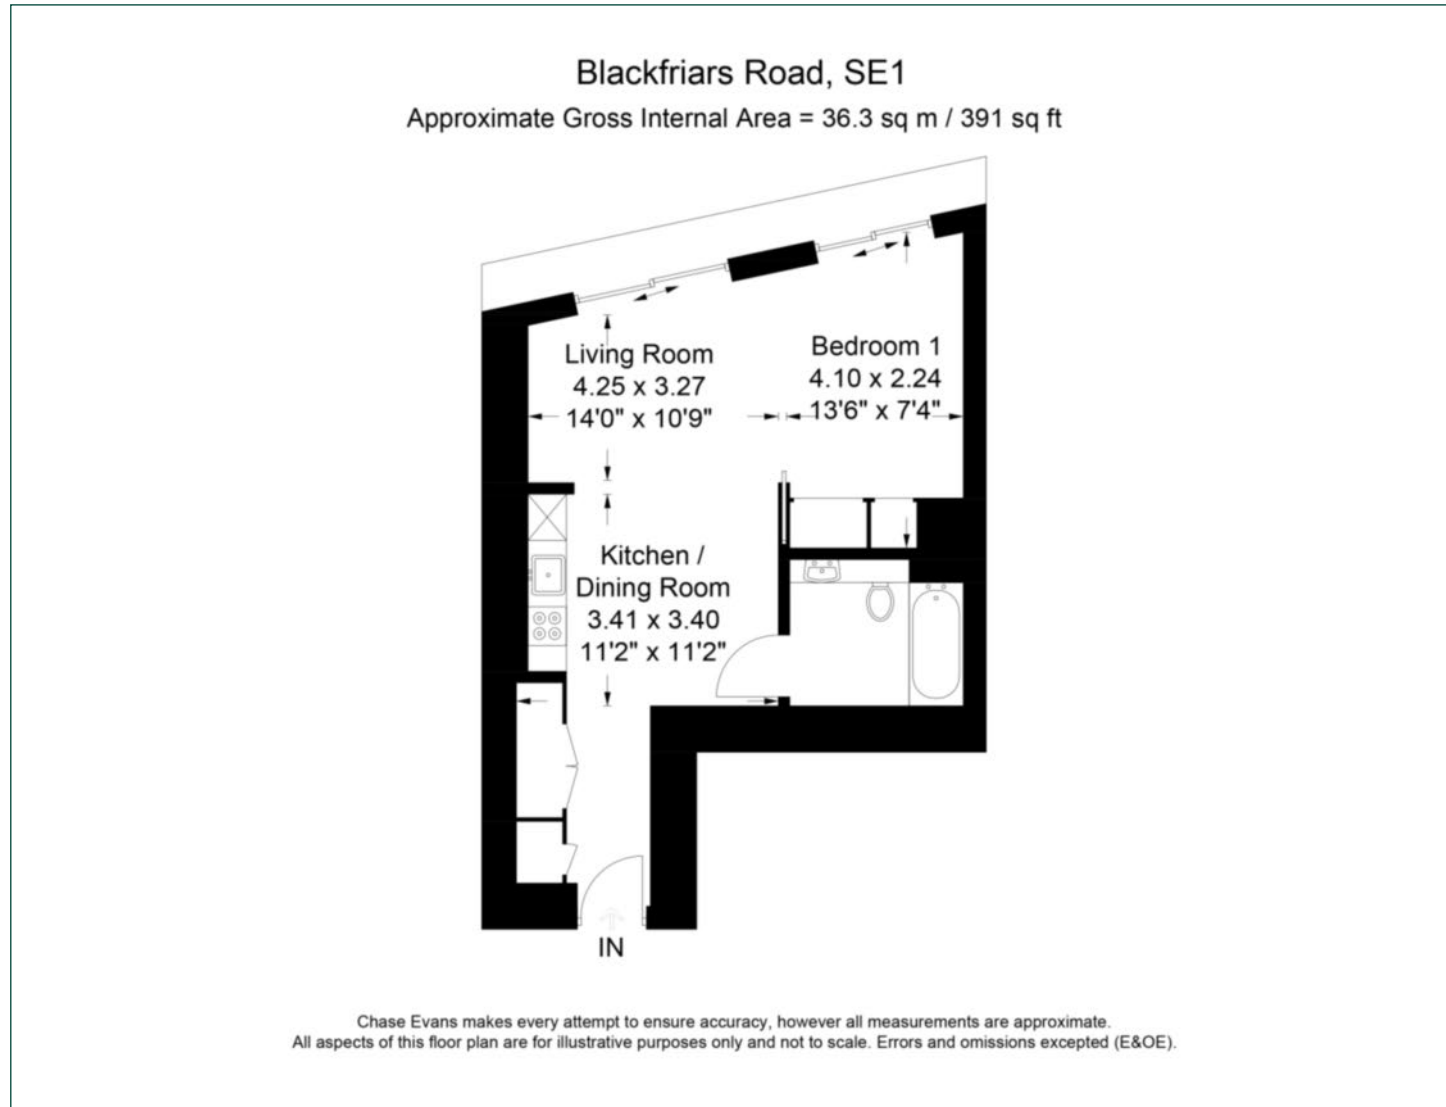 Blackfriars Road, SE1
Approximate Gross Internal Area = 36.3 sq m / 391 sq ft
Living Room
4.25 x 3.27
14'0" x 10'9"
Bedroom 1
4.10 x 2.24
13'6" x 7'4"
Kitchen /
Dining Room
3.41 x 3.40
11'2" x 11'2"
IN
Chase Evans makes every attempt to ensure accuracy, however all measurements are approximate.
All aspects of this floor plan are for illustrative purposes only and not to scale. Errors and omissions excepted (E&OE).